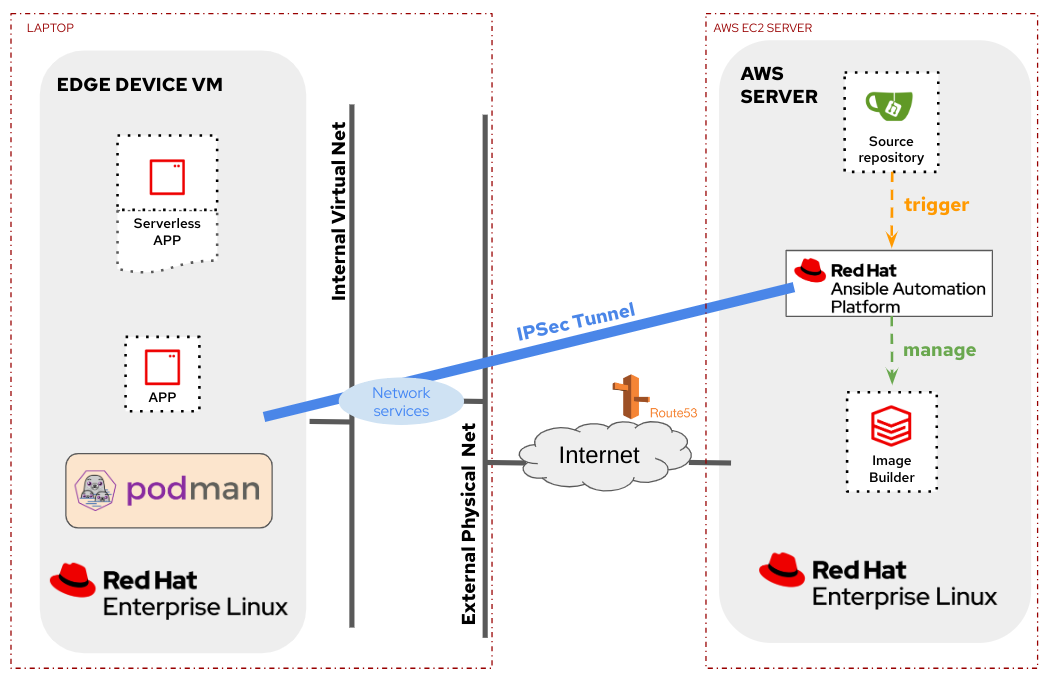 LAPTOP
EDGE DEVICE VM
Serverless
APP
APP
podman
Red Hat
Enterprise Linux
Internal Virtual Net
External Physical Net
Network
services
IPSec Tunnel
Route53
Internet
AWS EC2 SERVER
AWS
SERVER
Source
repository
trigger
Red Hat
Ansible Automation
Platform
manage
Image
Builder
Red Hat
Enterprise Linux